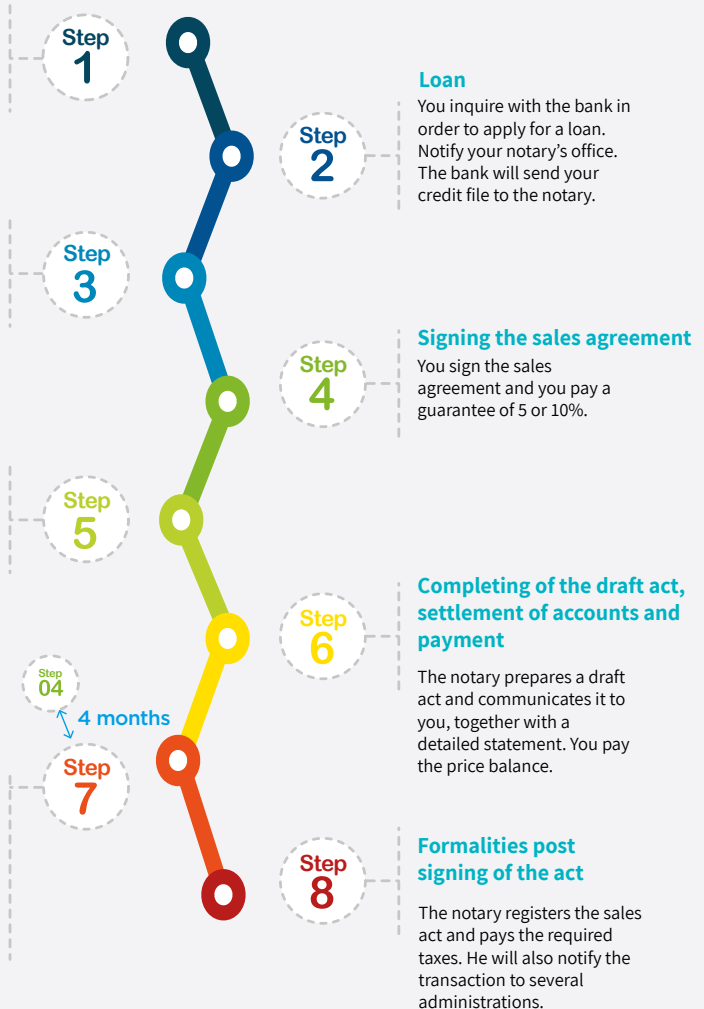 Step
1
Loan
You inquire with the bank in
order to apply for a loan.
Notify your notary’s office.
The bank will send your
credit file to the notary.
Step
2
Step
3
Signing the sales agreement
You sign the sales
agreement and you pay a
guarantee of 5 or 10%.
Step
4
Step
5
Completing of the draft act,
settlement of accounts and
payment
The notary prepares a draft
act and communicates it to
you, together with a
detailed statement. You pay
the price balance.
Step
6
Step
04
4 months
Step
7
Formalities post
signing of the act
The notary registers the sales
act and pays the required
taxes. He will also notify the
transaction to several
administrations.
Step
8